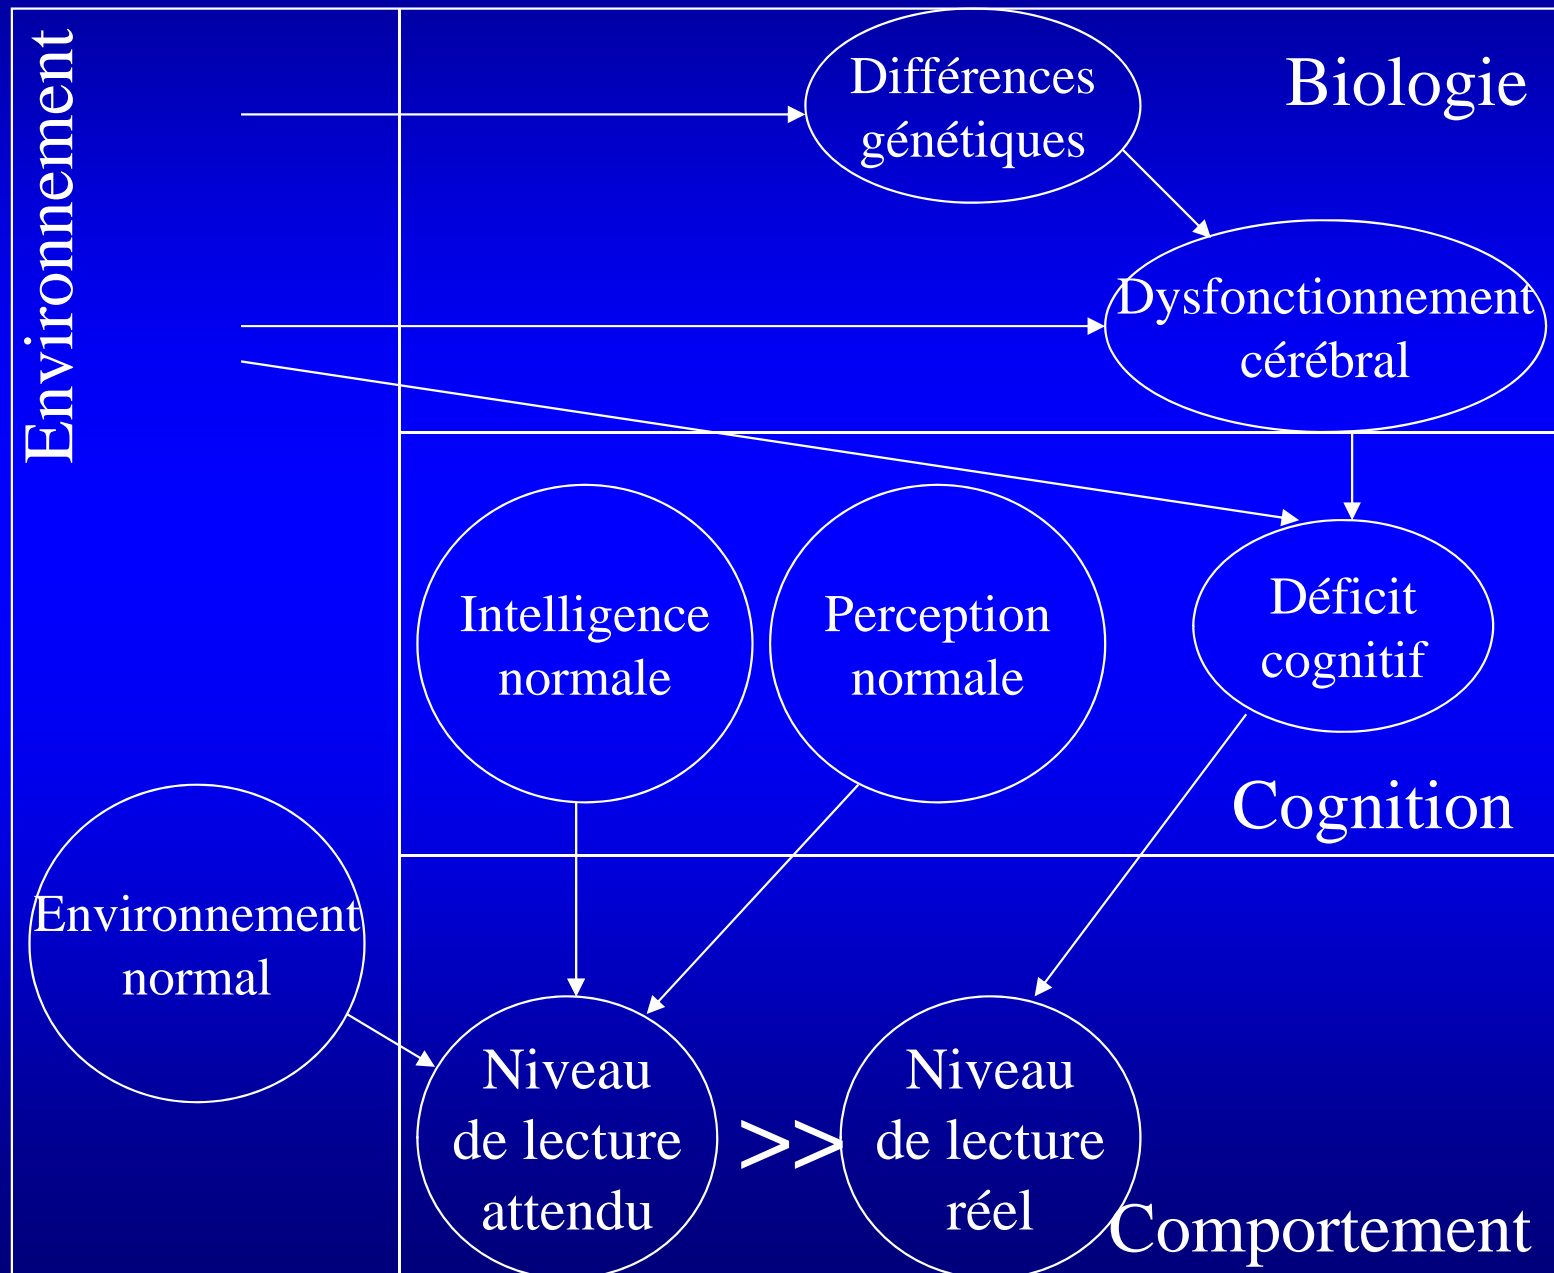 Environnement
Différences
génétiques
Biologie
Dysfonctionnement
cérébral
Intelligence
normale
Perception
normale
Déficit
cognitif
Cognition
Environnement
normal
Niveau
de lecture
attendu
>>
Niveau
de lecture
réel
Comportement